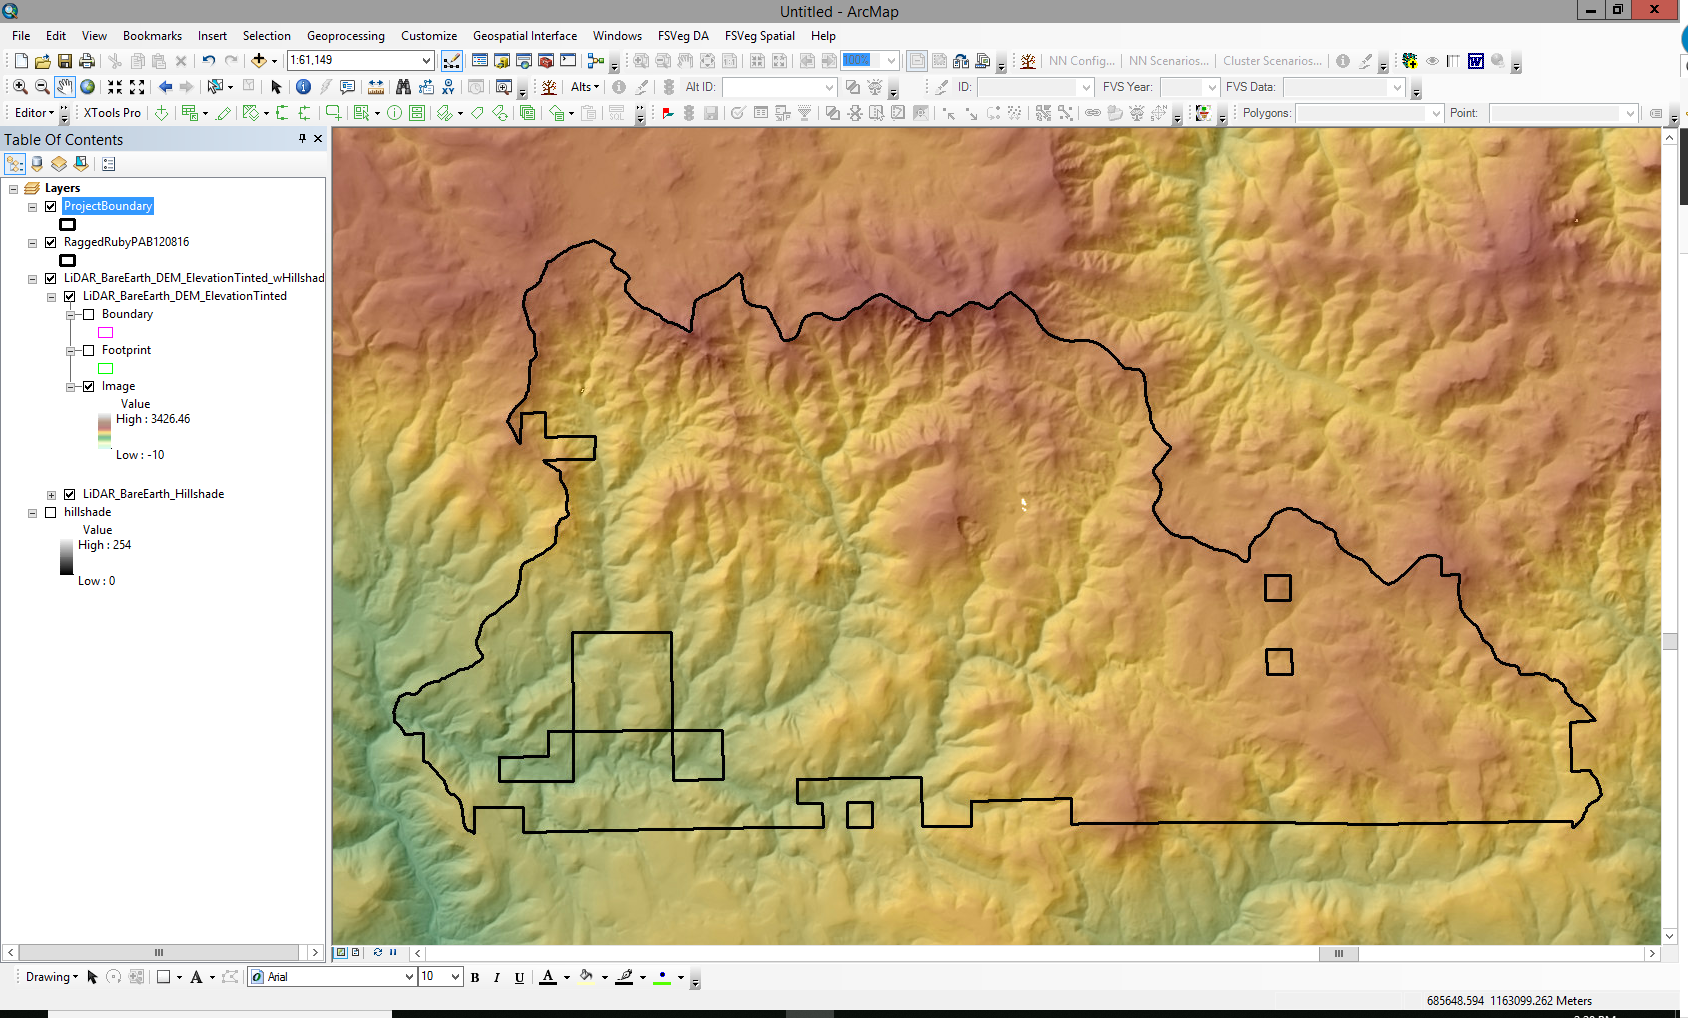 Untitled - ArcMap
File Edit View Bookmarks Insert Selection Geoprocessing Customize Geospatial Interface Windows FSVeg DA FSVeg Spatial Help
1:61,149 100% NN Config... NN Scenarios... Cluster Scenarios... W
Alts Alt ID: ID: FVS Year: FVS Data:
Editor XTools Pro Polygons: Point:
Table Of Contents
Layers
ProjectBoundary
RaggedRubyPAB120816
LiDAR_BareEarth_DEM_ElevationTinted_wHillshad
LiDAR_BareEarth_DEM_ElevationTinted
Boundary
Footprint
Image
Value
High : 3426.46
Low : -10
LiDAR_BareEarth_Hillshade
hillshade
Value
High : 254
Low : 0
Drawing A Arial 10 B I U A
685648.594 1163099.262 Meters